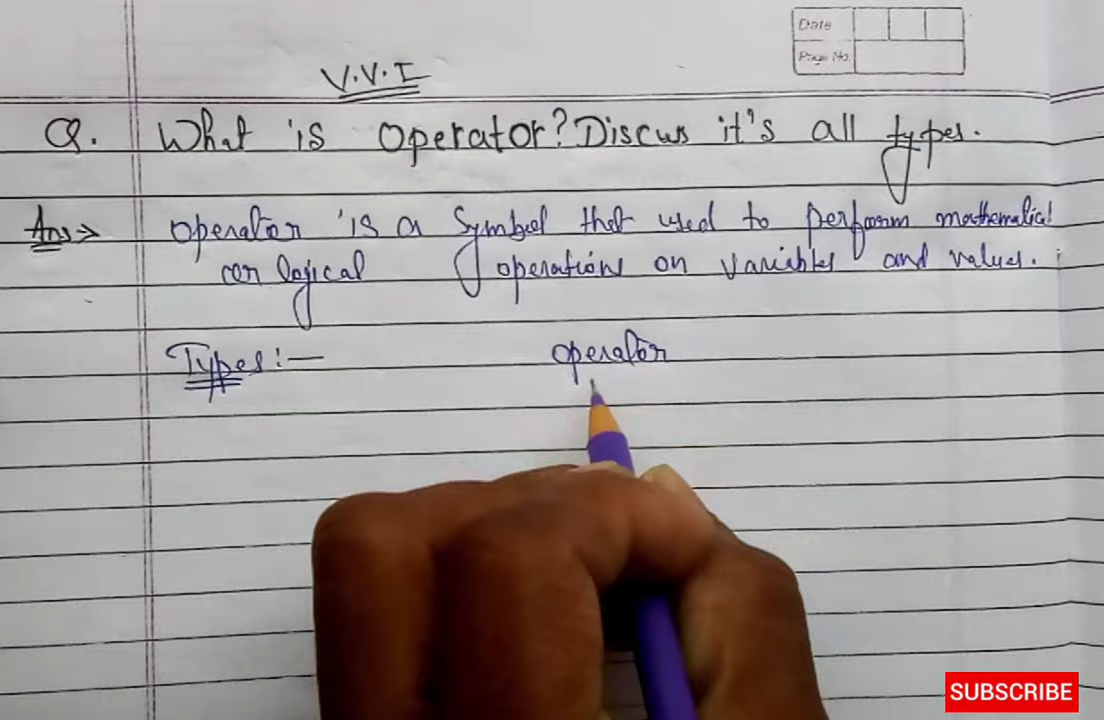 Date
Page No.
V.V.I
Q. What is Operator? Discuss it's all types.
Ans→ Operator is a Symbol that used to perform mathematical
or logical operations on variables and values.
Types:—
Operator
SUBSCRIBE